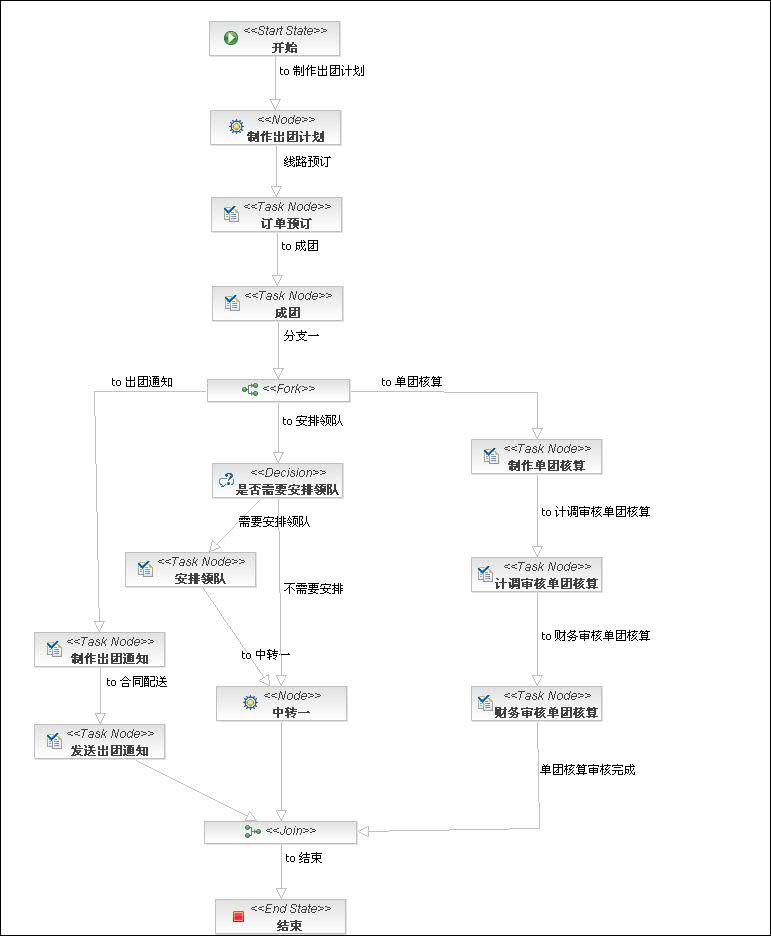 <<Start State>>
开始
to 制作出团计划
<<Node>>
制作出团计划
线路预订
<<Task Node>>
订单预订
to 成团
<<Task Node>>
成团
分支一
to 出团通知
<<Fork>>
to 单团核算
to 安排领队
<<Task Node>>
制作单团核算
<<Decision>>
是否需要安排领队
需要安排领队
to 计调审核单团核算
<<Task Node>>
安排领队
<<Task Node>>
计调审核单团核算
不需要安排
<<Task Node>>
制作出团通知
to 中转一
to 财务审核单团核算
to 合同配送
<<Node>>
中转一
<<Task Node>>
财务审核单团核算
<<Task Node>>
发送出团通知
单团核算审核完成
<<Join>>
to 结束
<<End State>>
结束